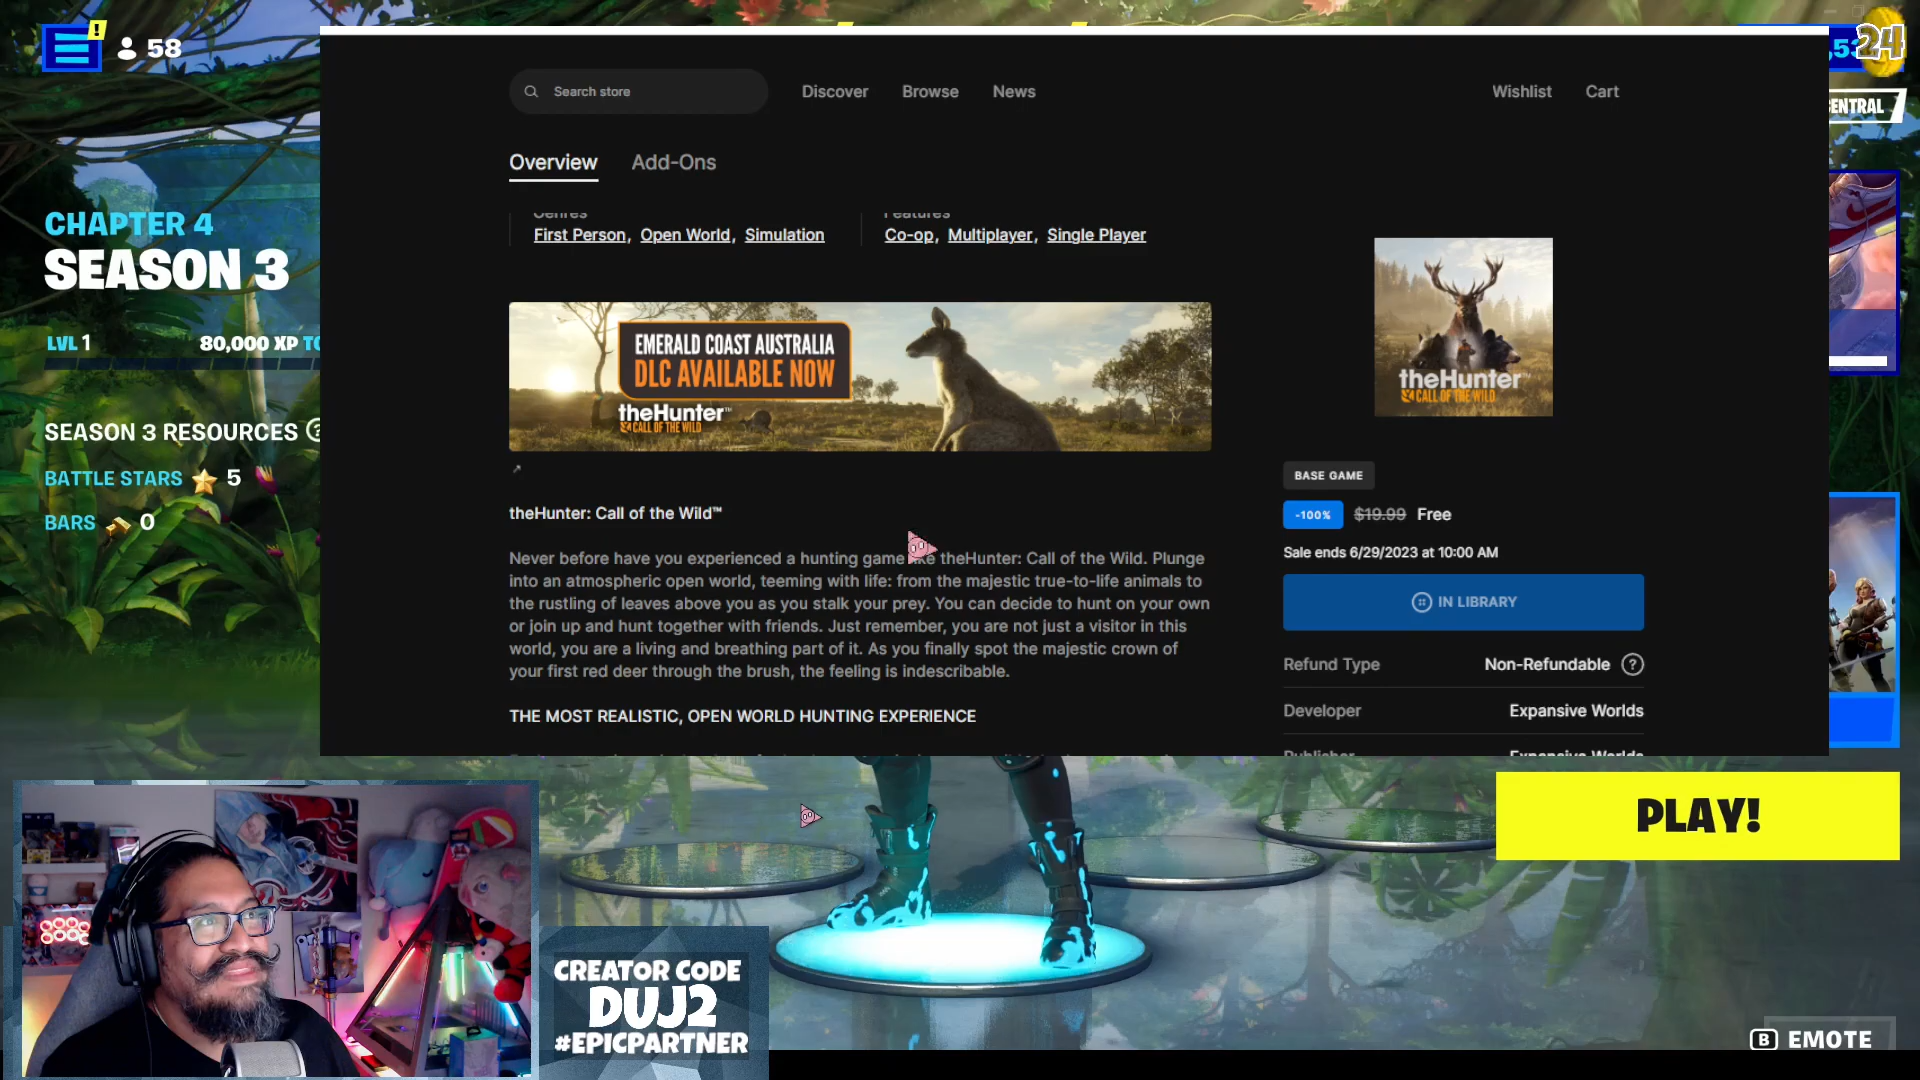 ! 58
CHAPTER 4
SEASON 3
LVL 1 80,000 XP
SEASON 3 RESOURCES ?
BATTLE STARS 5
BARS 0
Search store Discover Browse News Wishlist Cart
Overview Add-Ons
Genres
First Person, Open World, Simulation
Features
Co-op, Multiplayer, Single Player
EMERALD COAST AUSTRALIA
DLC AVAILABLE NOW
theHunter™
CALL OF THE WILD
theHunter: Call of the Wild™
Never before have you experienced a hunting game like theHunter: Call of the Wild. Plunge
into an atmospheric open world, teeming with life: from the majestic true-to-life animals to
the rustling of leaves above you as you stalk your prey. You can decide to hunt on your own
or join up and hunt together with friends. Just remember, you are not just a visitor in this
world, you are a living and breathing part of it. As you finally spot the majestic crown of
your first red deer through the brush, the feeling is indescribable.
THE MOST REALISTIC, OPEN WORLD HUNTING EXPERIENCE
theHunter™
CALL OF THE WILD
BASE GAME
-100% $19.99 Free
Sale ends 6/29/2023 at 10:00 AM
IN LIBRARY
Refund Type Non-Refundable ?
Developer Expansive Worlds
Publisher Expansive Worlds
24
ENTRAL
PLAY!
CREATOR CODE
DUJ2
#EPICPARTNER
B EMOTE